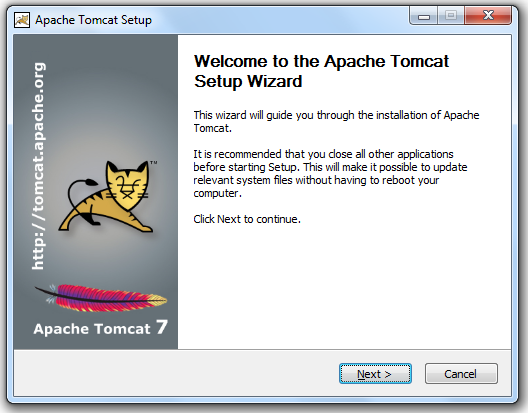 Apache Tomcat Setup
http://tomcat.apache.org
TM
Apache Tomcat 7
Welcome to the Apache Tomcat
Setup Wizard
This wizard will guide you through the installation of Apache
Tomcat.
It is recommended that you close all other applications
before starting Setup. This will make it possible to update
relevant system files without having to reboot your
computer.
Click Next to continue.
Next >
Cancel